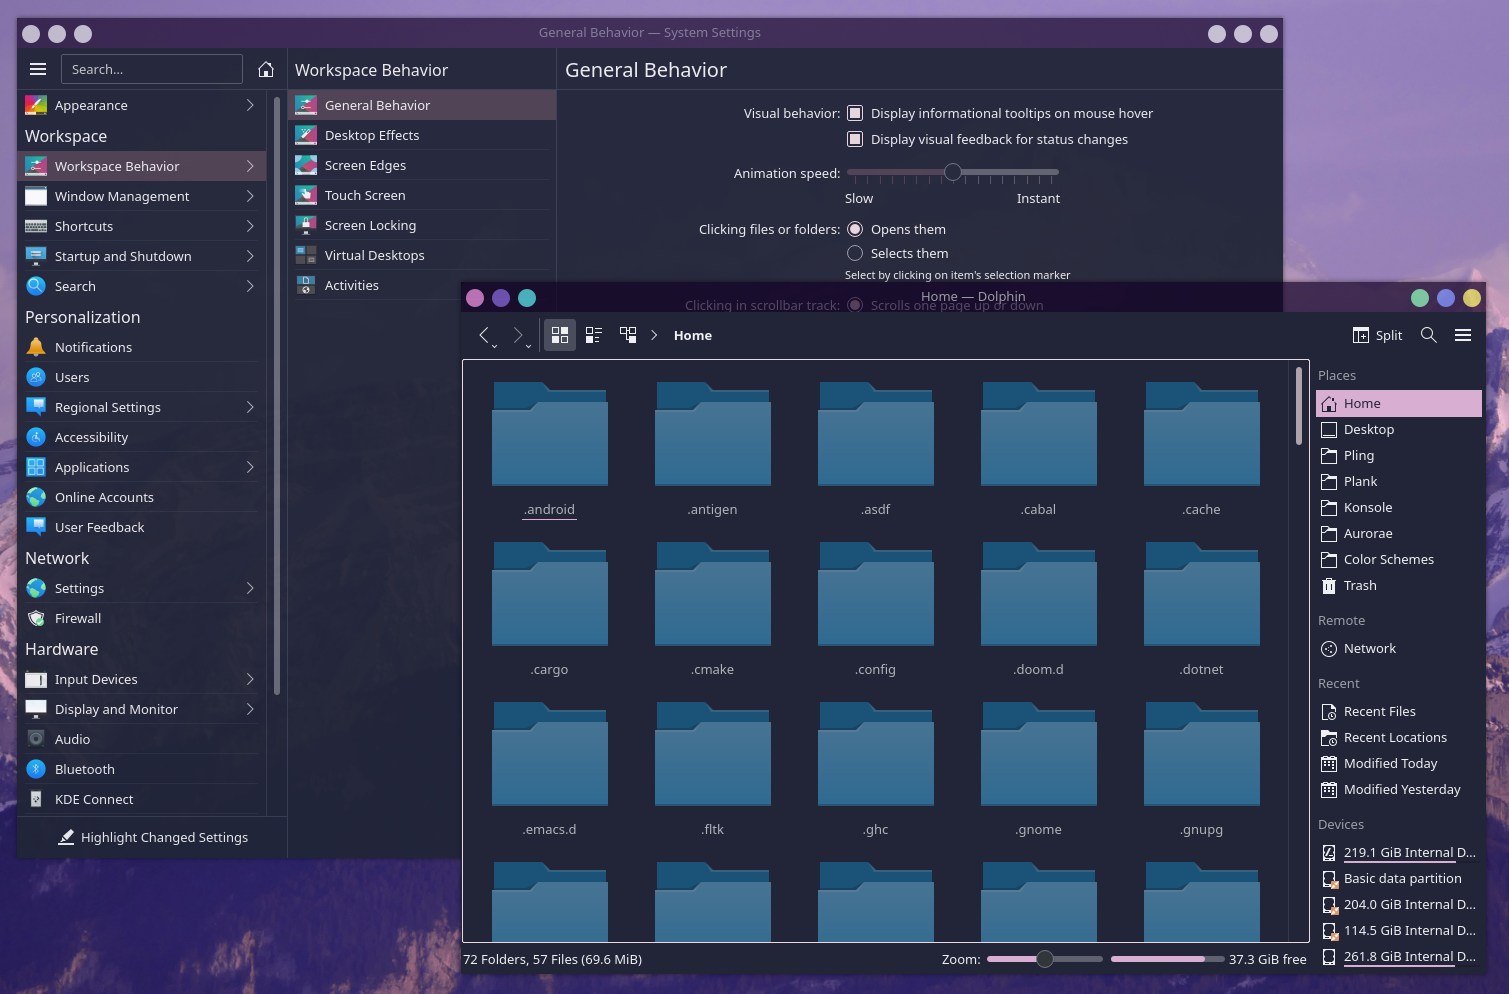 General Behavior — System Settings
Search...
Workspace Behavior
General Behavior
Appearance
Workspace
Workspace Behavior
Window Management
Shortcuts
Startup and Shutdown
Search
Personalization
Notifications
Users
Regional Settings
Accessibility
Applications
Online Accounts
User Feedback
Network
Settings
Firewall
Hardware
Input Devices
Display and Monitor
Audio
Bluetooth
KDE Connect
Highlight Changed Settings
General Behavior
Desktop Effects
Screen Edges
Touch Screen
Screen Locking
Virtual Desktops
Activities
Visual behavior: Display informational tooltips on mouse hover
Display visual feedback for status changes
Animation speed:
Slow Instant
Clicking files or folders: Opens them
Selects them
Select by clicking on item's selection marker
Clicking in scrollbar track: Scrolls one page up or down
Home — Dolphin
Home
Split
.android .antigen .asdf .cabal .cache
.cargo .cmake .config .doom.d .dotnet
.emacs.d .fltk .ghc .gnome .gnupg
72 Folders, 57 Files (69.6 MiB)
Zoom:
37.3 GiB free
Places
Home
Desktop
Pling
Plank
Konsole
Aurorae
Color Schemes
Trash
Remote
Network
Recent
Recent Files
Recent Locations
Modified Today
Modified Yesterday
Devices
219.1 GiB Internal D...
Basic data partition
204.0 GiB Internal D...
114.5 GiB Internal D...
261.8 GiB Internal D...